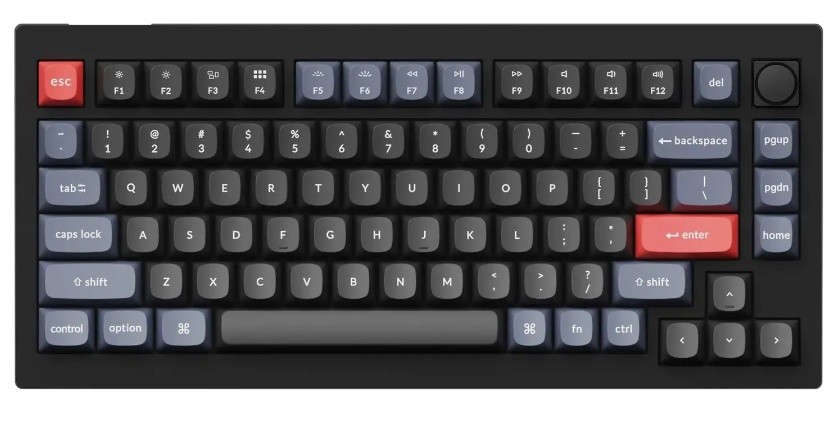 esc F1 F2 F3 F4 F5 F6 F7 F8 F9 F10 F11 F12 del
~ ! @ # $ % ^ & * ( ) — +
` 1 2 3 4 5 6 7 8 9 0 - = ← backspace pgup
tab Q W E R T Y U I O P { [ } ] | \ pgdn
caps lock A S D F G H J K L : ; " ' ↵ enter home
⇧ shift Z X C V B N M < , > . ? / ⇧ shift ^
control option ⌘ ⌘ fn ctrl < ⌄ >